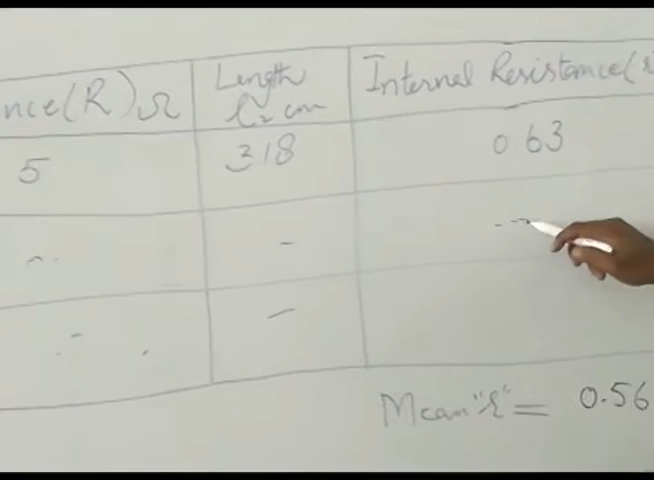 nce(R) Ω Length l₂ cm Internal Resistance(r
5 318 0.63
- - --
- -
Mean "r" = 0.56